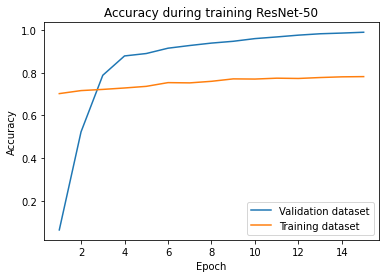 Accuracy during training ResNet-50
1.0
0.8
0.6
0.4
0.2
Accuracy
2 4 6 8 10 12 14
Epoch
Validation dataset
Training dataset